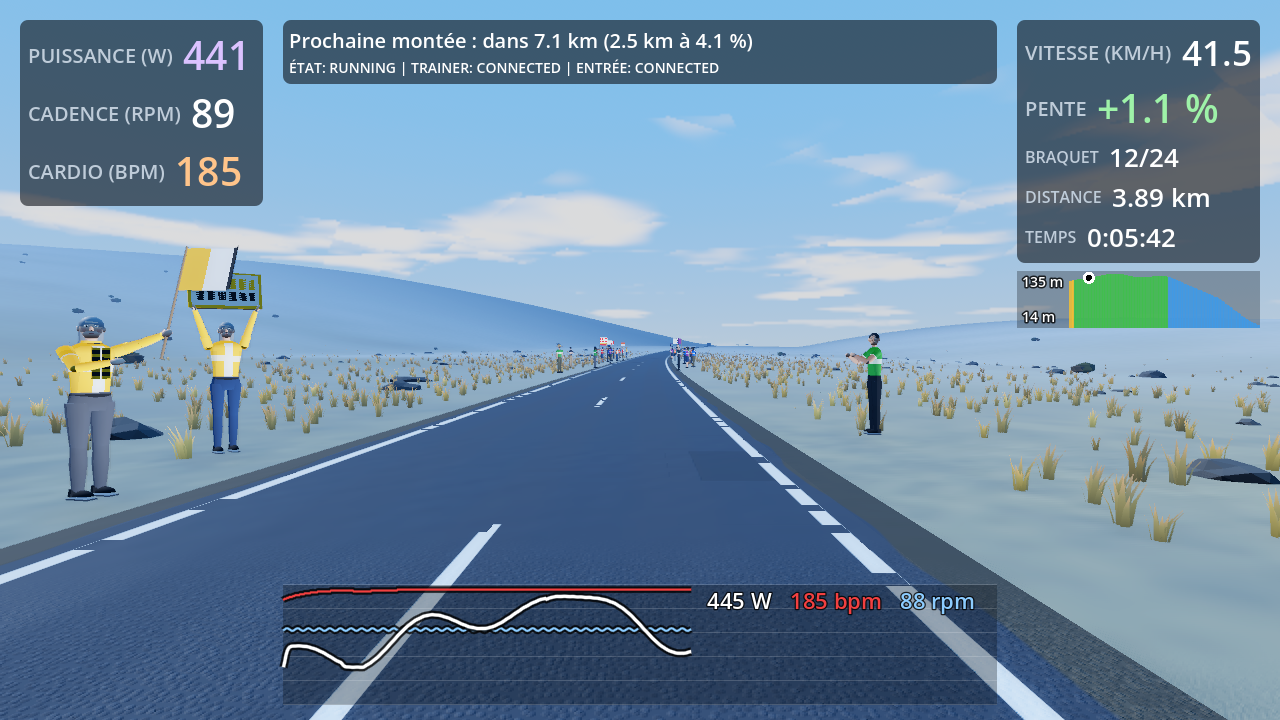 PUISSANCE (W) 441
CADENCE (RPM) 89
CARDIO (BPM) 185
Prochaine montée : dans 7.1 km (2.5 km à 4.1 %)
ÉTAT: RUNNING | TRAINER: CONNECTED | ENTRÉE: CONNECTED
VITESSE (KM/H) 41.5
PENTE +1.1 %
BRAQUET 12/24
DISTANCE 3.89 km
TEMPS 0:05:42
135 m
14 m
445 W 185 bpm 88 rpm